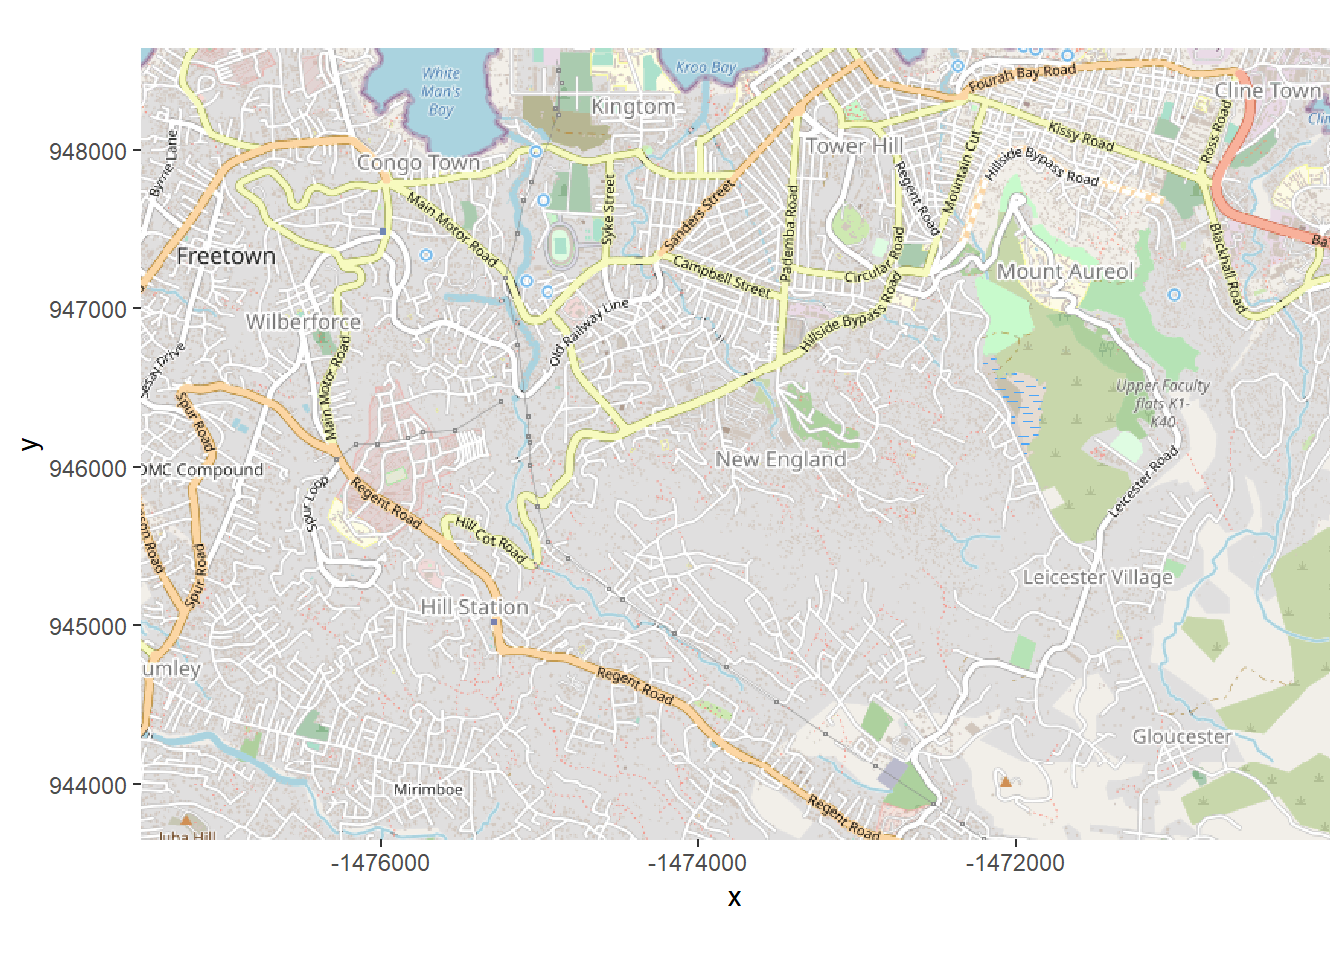 White
Man's
Bay
Kroo Bay
Kingtom
Fourah Bay Road
Cline Town
948000
Byrne Lane
Congo Town
Tower Hill
Kissy Road
Ross Road
Hillside Bypass Road
Mountain Cut
Regent Road
Main Motor Road
Syke Street
Sanders Street
Pademba Road
Circular Road
Blackhall Road
Freetown
Campbell Street
Mount Aureol
947000
Wilberforce
Old Railway Line
Hillside Bypass Road
Main Motor Road
Upper Faculty
flats K1-
K40
Spur Road
y
946000
OMC Compound
New England
Leicester Road
Spur Loop
Regent Road
Hill Cot Road
Spur Road
Leicester Village
Hill Station
945000
umley
Regent Road
Gloucester
944000
Mirimboe
Regent Road
Juba Hill
-1476000
-1474000
-1472000
x